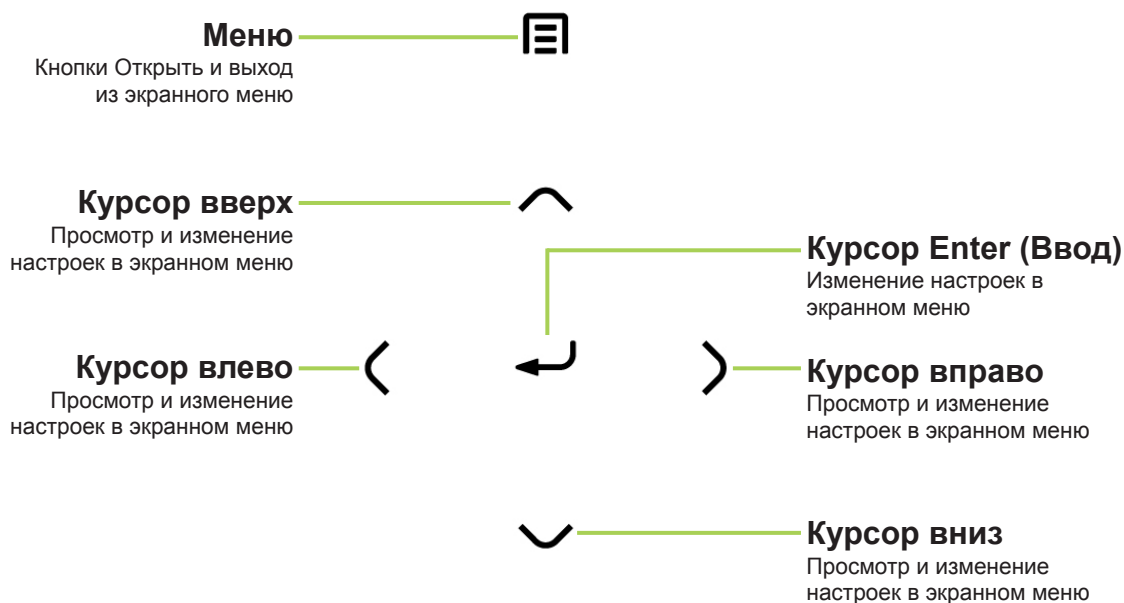 Меню
Кнопки Открыть и выход
из экранного меню
Курсор вверх
Просмотр и изменение
настроек в экранном меню
Курсор Enter (Ввод)
Изменение настроек в
экранном меню
Курсор влево
Просмотр и изменение
настроек в экранном меню
Курсор вправо
Просмотр и изменение
настроек в экранном меню
Курсор вниз
Просмотр и изменение
настроек в экранном меню